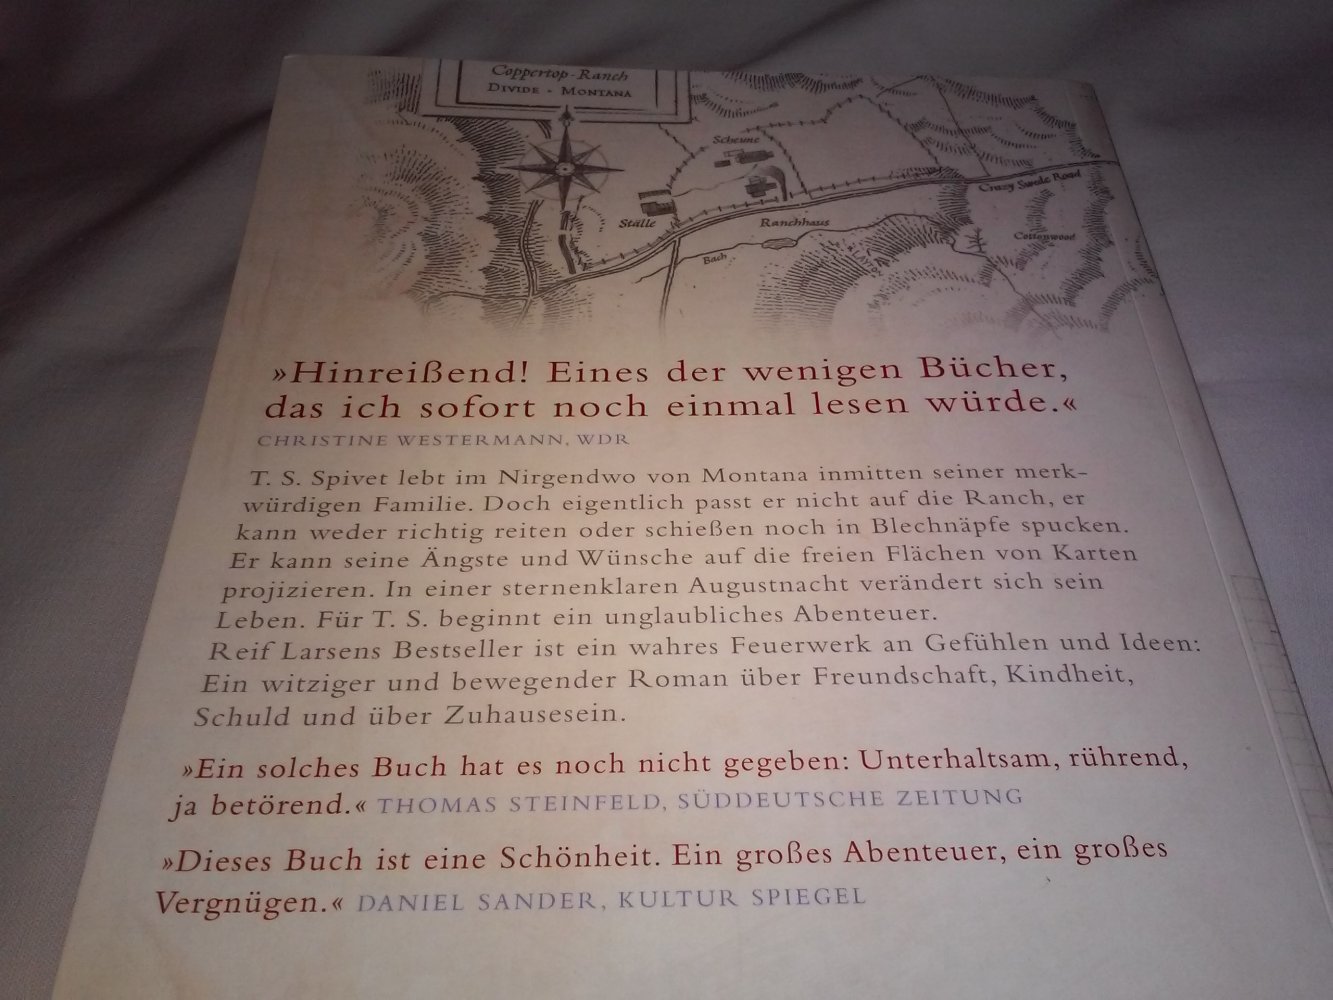 Coppertop-Ranch
Divide - Montana
Scheune
Crazy Swede Road
Ställe
Ranchhaus
Cottonwood
Bach
»Hinreißend! Eines der wenigen Bücher,
das ich sofort noch einmal lesen würde.«
CHRISTINE WESTERMANN, WDR
T. S. Spivet lebt im Nirgendwo von Montana inmitten seiner merk-
würdigen Familie. Doch eigentlich passt er nicht auf die Ranch, er
kann weder richtig reiten oder schießen noch in Blechnäpfe spucken.
Er kann seine Ängste und Wünsche auf die freien Flächen von Karten
projizieren. In einer sternenklaren Augustnacht verändert sich sein
Leben. Für T. S. beginnt ein unglaubliches Abenteuer.
Reif Larsens Bestseller ist ein wahres Feuerwerk an Gefühlen und Ideen:
Ein witziger und bewegender Roman über Freundschaft, Kindheit,
Schuld und über Zuhausesein.
»Ein solches Buch hat es noch nicht gegeben: Unterhaltsam, rührend,
ja betörend.« THOMAS STEINFELD, SÜDDEUTSCHE ZEITUNG
»Dieses Buch ist eine Schönheit. Ein großes Abenteuer, ein großes
Vergnügen.« DANIEL SANDER, KULTUR SPIEGEL